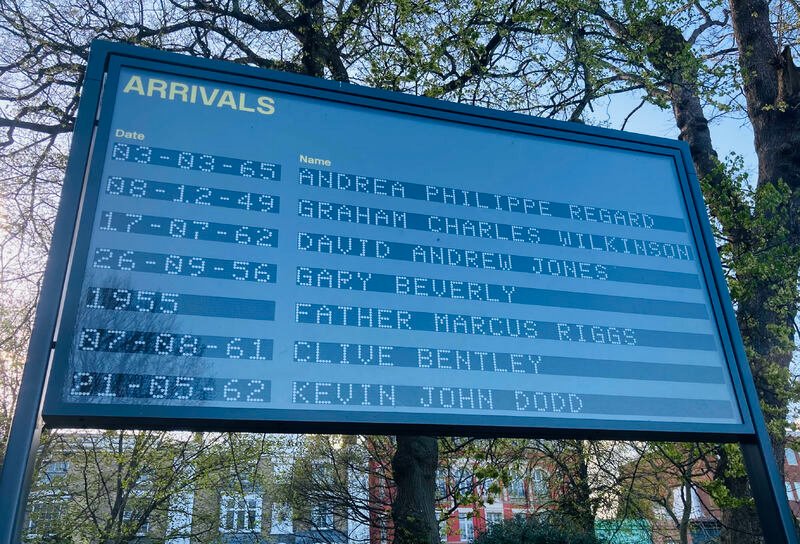 ARRIVALS
Date Name
03-03-65 ANDREA PHILIPPE REGARD
08-12-49 GRAHAM CHARLES WILKINSON
17-07-62 DAVID ANDREW JONES
26-09-56 GAPY BEVERLY
1955 FATHER MARCUS RIGGS
07-08-61 CLIVE BENTLEY
21-05-62 KEVIN JOHN DODD